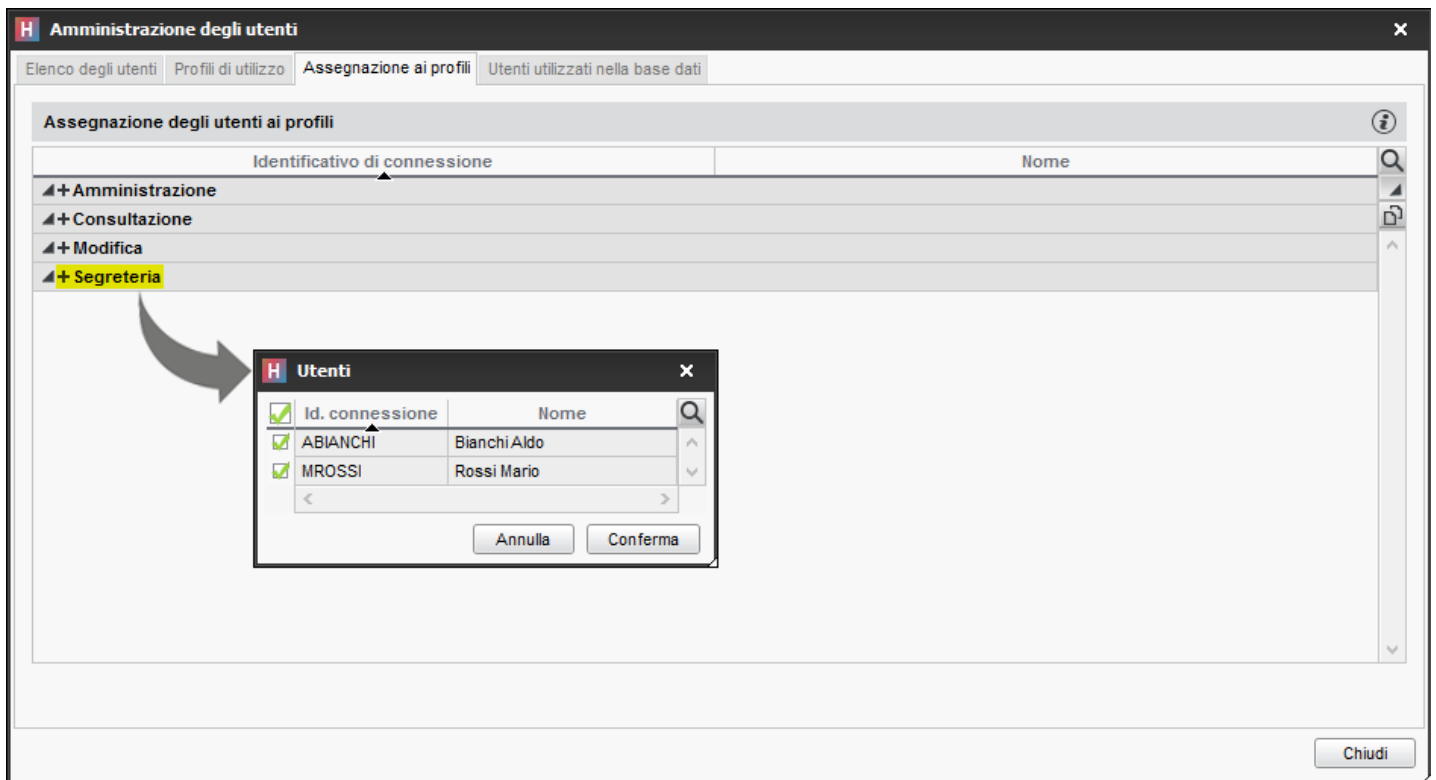 H Amministrazione degli utenti
Elenco degli utenti Profili di utilizzo Assegnazione ai profili Utenti utilizzati nella base dati
Assegnazione degli utenti ai profili
Identificativo di connessione Nome
+Amministrazione
+Consultazione
+Modifica
+ Segreteria
H Utenti
Id. connessione Nome
ABIANCHI Bianchi Aldo
MROSSI Rossi Mario
Annulla Conferma
Chiudi